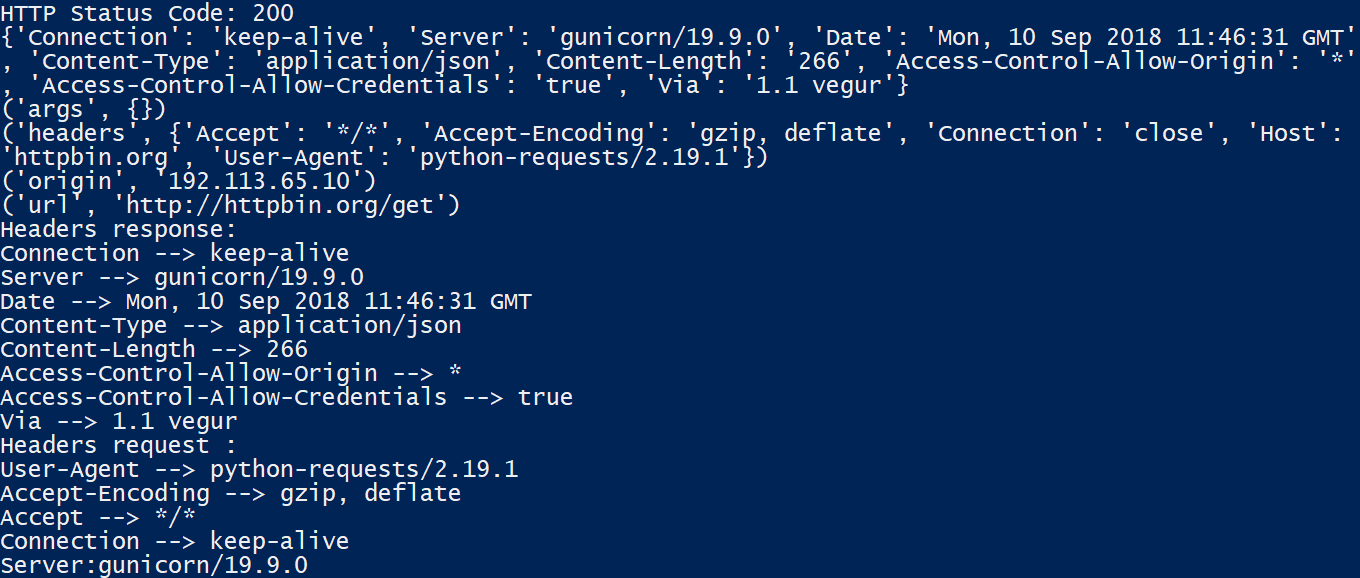 HTTP Status Code: 200
{'Connection': 'keep-alive', 'Server': 'gunicorn/19.9.0', 'Date': 'Mon, 10 Sep 2018 11:46:31 GMT'
, 'Content-Type': 'application/json', 'Content-Length': '266', 'Access-Control-Allow-Origin': '*'
, 'Access-Control-Allow-Credentials': 'true', 'Via': '1.1 vegur'}
('args', {})
('headers', {'Accept': '*/*', 'Accept-Encoding': 'gzip, deflate', 'Connection': 'close', 'Host':
'httpbin.org', 'User-Agent': 'python-requests/2.19.1'})
('origin', '192.113.65.10')
('url', 'http://httpbin.org/get')
Headers response:
Connection --> keep-alive
Server --> gunicorn/19.9.0
Date --> Mon, 10 Sep 2018 11:46:31 GMT
Content-Type --> application/json
Content-Length --> 266
Access-Control-Allow-Origin --> *
Access-Control-Allow-Credentials --> true
Via --> 1.1 vegur
Headers request :
User-Agent --> python-requests/2.19.1
Accept-Encoding --> gzip, deflate
Accept --> */*
Connection --> keep-alive
Server:gunicorn/19.9.0